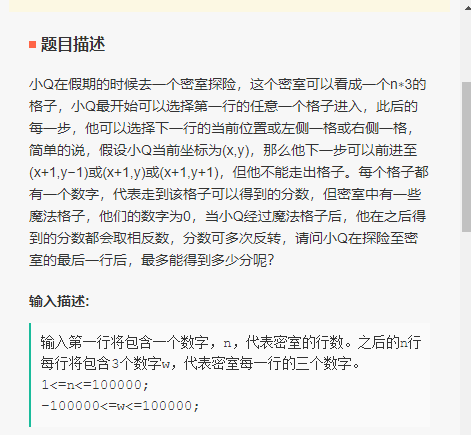 题目描述
小Q在假期的时候去一个密室探险，这个密室可以看成一个n*3的
格子，小Q最开始可以选择第一行的任意一个格子进入，此后的
每一步，他可以选择下一行的当前位置或左侧一格或右侧一格，
简单的说，假设小Q当前坐标为(x,y)，那么他下一步可以前进至
(x+1,y−1)或(x+1,y)或(x+1,y+1)，但他不能走出格子。每个格子都
有一个数字，代表走到该格子可以得到的分数，但密室中有一些
魔法格子，他们的数字为0，当小Q经过魔法格子后，他在之后得
到的分数都会取相反数，分数可多次反转，请问小Q在探险至密
室的最后一行后，最多能得到多少分呢?
输入描述:
输入第一行将包含一个数字，n，代表密室的行数。之后的n行
每行将包含3个数字w，代表密室每一行的三个数字。
1<=n<=100000;
-100000<=w<=100000;